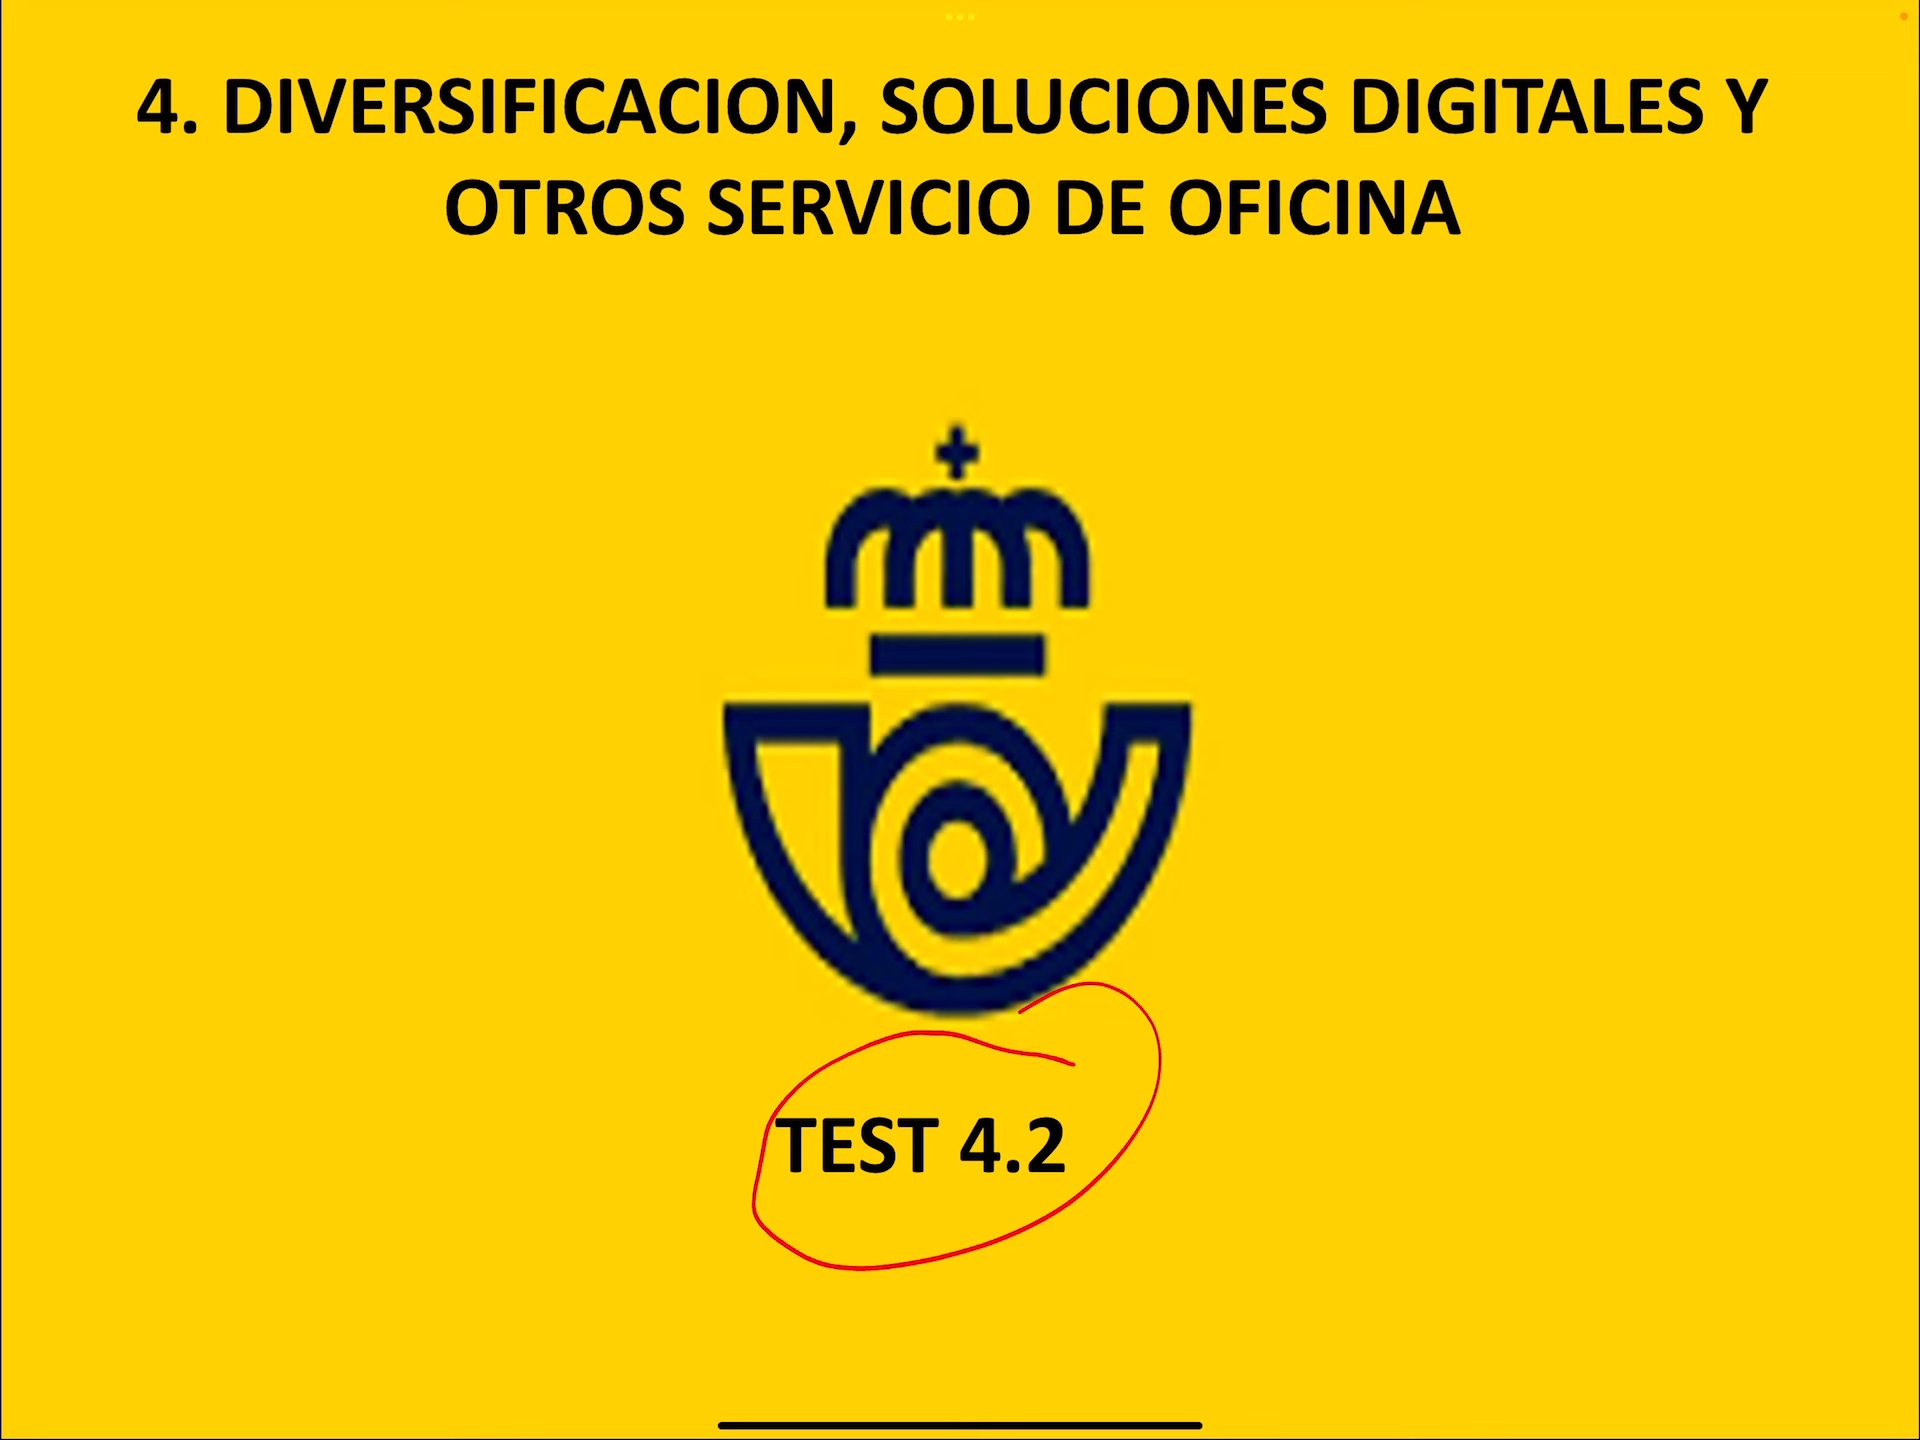 4. DIVERSIFICACION, SOLUCIONES DIGITALES Y
OTROS SERVICIO DE OFICINA
TEST 4.2